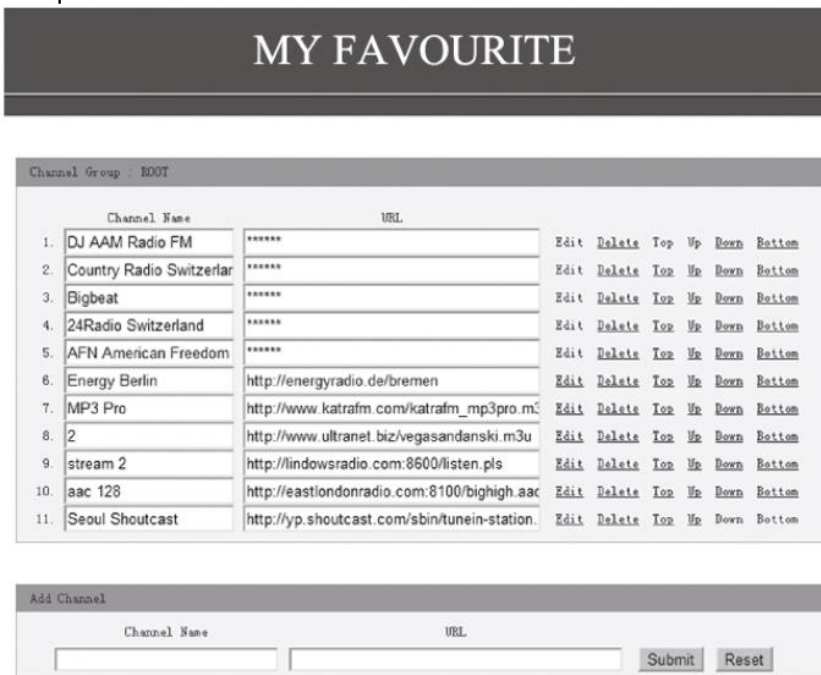 MY FAVOURITE
Channel Group : ROOT
Channel Name URL
1. DJ AAM Radio FM ****** Edit Delete Top Up Down Bottom
2. Country Radio Switzerlar ****** Edit Delete Top Up Down Bottom
3. Bigbeat ****** Edit Delete Top Up Down Bottom
4. 24Radio Switzerland ****** Edit Delete Top Up Down Bottom
5. AFN American Freedom ****** Edit Delete Top Up Down Bottom
6. Energy Berlin http://energyradio.de/bremen Edit Delete Top Up Down Bottom
7. MP3 Pro http://www.katrafm.com/katrafm_mp3pro.m3 Edit Delete Top Up Down Bottom
8. 2 http://www.ultranet.biz/vegasandanski.m3u Edit Delete Top Up Down Bottom
9. stream 2 http://lindowsradio.com:8600/listen.pls Edit Delete Top Up Down Bottom
10. aac 128 http://eastlondonradio.com:8100/bighigh.aac Edit Delete Top Up Down Bottom
11. Seoul Shoutcast http://yp.shoutcast.com/sbin/tunein-station. Edit Delete Top Up Down Bottom
Add Channel
Channel Name URL
Submit Reset